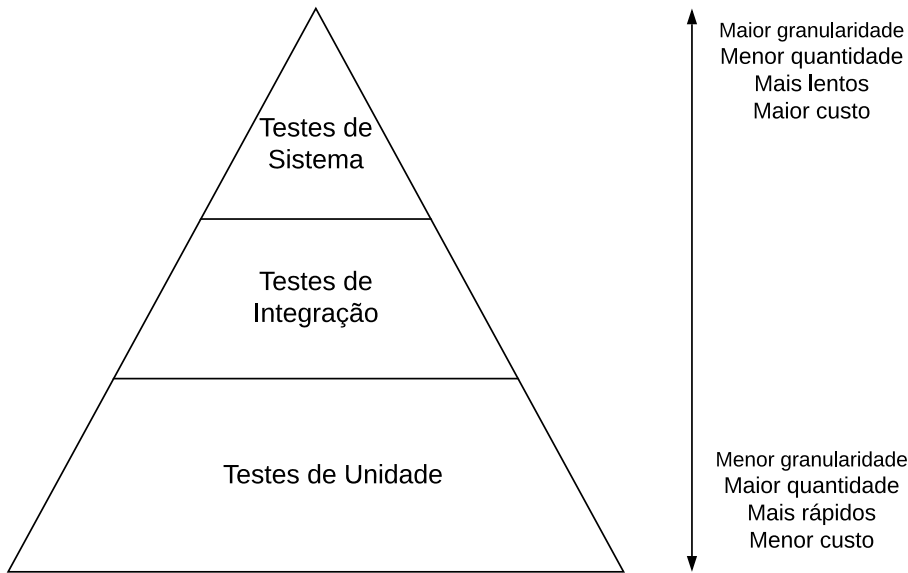 Testes de
Sistema
Testes de
Integração
Testes de Unidade
Maior granularidade
Menor quantidade
Mais lentos
Maior custo
Menor granularidade
Maior quantidade
Mais rápidos
Menor custo